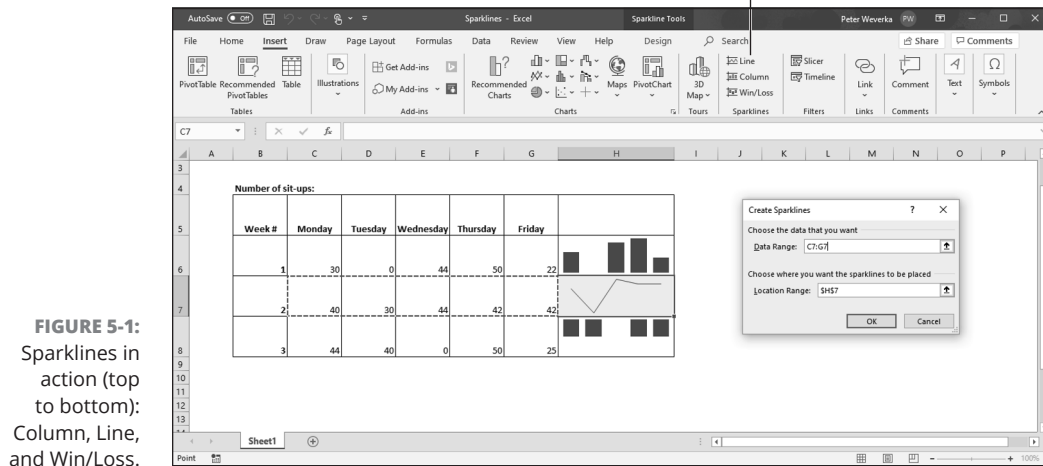 AutoSave Off
Sparklines - Excel
Sparkline Tools
Peter Weverka PW
File Home Insert Draw Page Layout Formulas Data Review View Help Design Search Share Comments
PivotTable Recommended PivotTables Table
Illustrations
Get Add-ins
My Add-ins
Recommended Charts
Maps PivotChart
3D Map
Line
Column
Win/Loss
Slicer
Timeline
Link
Comment
Text
Symbols
Tables Add-ins Charts Tours Sparklines Filters Links Comments
C7 fx
A B C D E F G H I J K L M N O P
3
4 Number of sit-ups:
5 Week # Monday Tuesday Wednesday Thursday Friday
6 1 30 0 44 50 22
7 2 40 30 44 42 42
8 3 44 40 0 50 25
9
10
11
12
13
Create Sparklines ? ×
Choose the data that you want
Data Range: C7:G7
Choose where you want the sparklines to be placed
Location Range: $H$7
OK Cancel
Sheet1
Point 100%
FIGURE 5-1:
Sparklines in
action (top
to bottom):
Column, Line,
and Win/Loss.